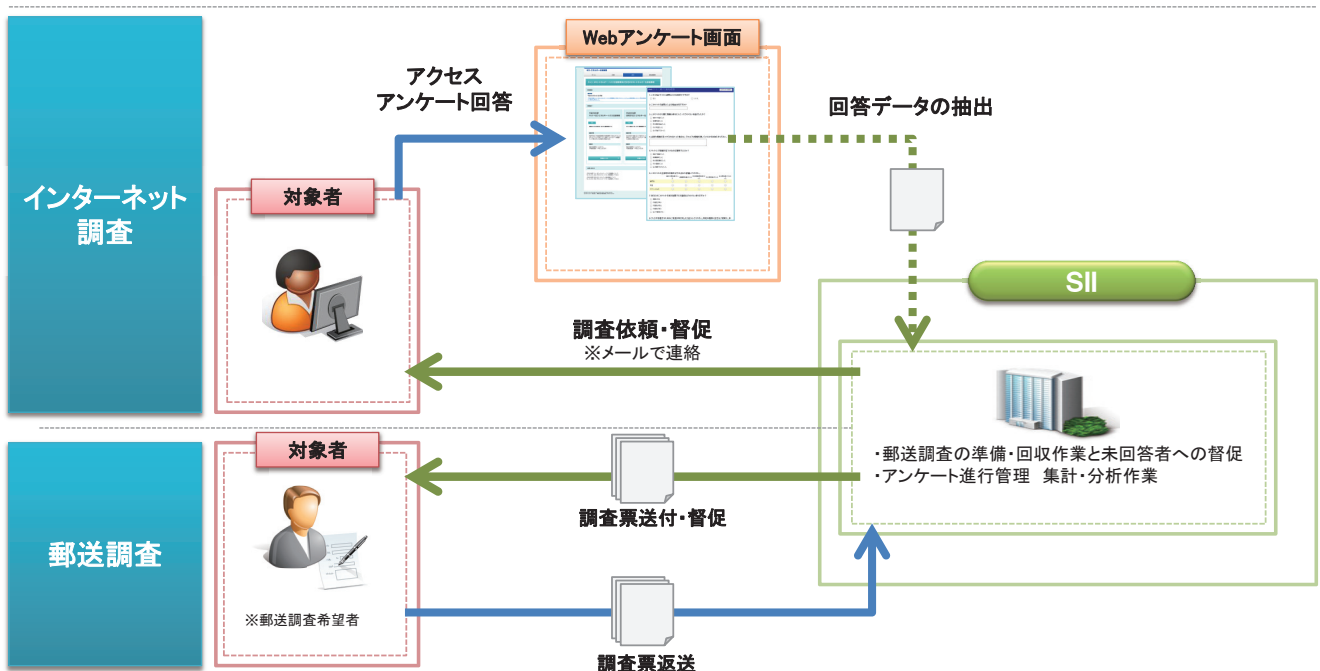 Webアンケート画面
アクセス
アンケート回答
回答データの抽出
インターネット
調査
対象者
SII
調査依頼・督促
※メールで連絡
・郵送調査の準備・回収作業と未回答者への督促
・アンケート進行管理　集計・分析作業
郵送調査
対象者
※郵送調査希望者
調査票送付・督促
調査票返送